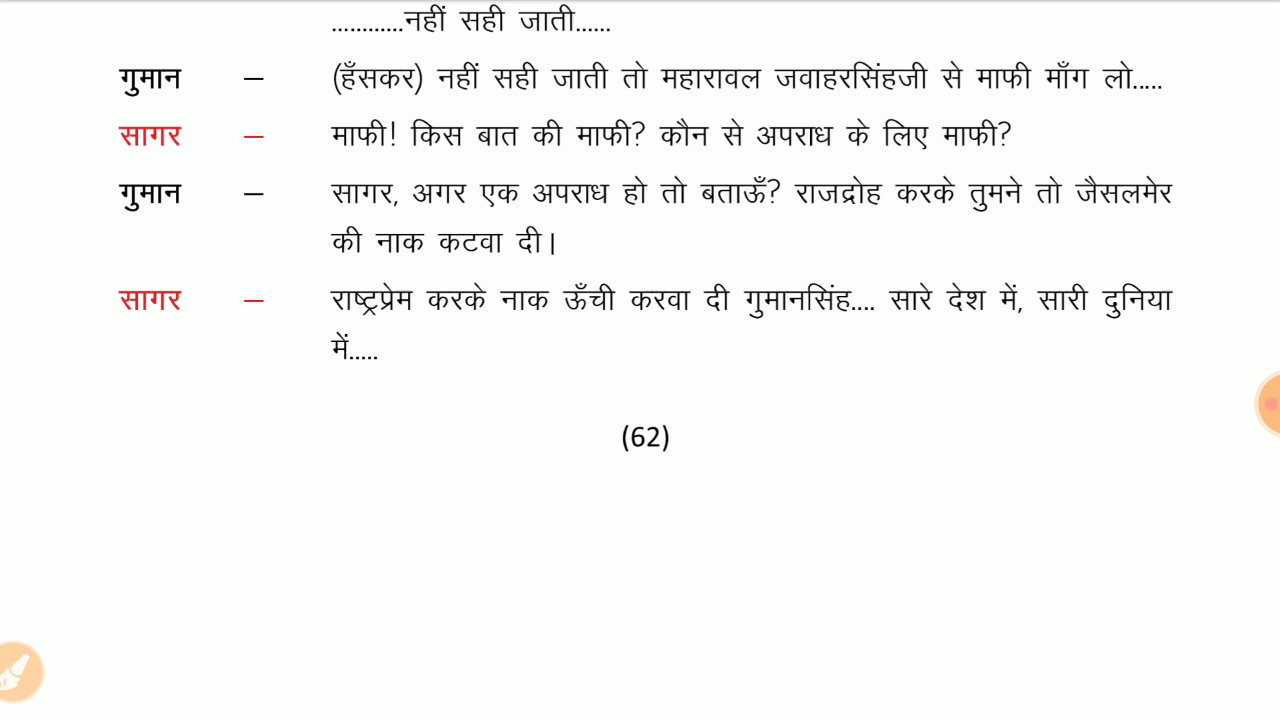 ............नहीं सही जाती......
गुमान – (हँसकर) नहीं सही जाती तो महारावल जवाहरसिंहजी से माफी माँग लो.....
सागर – माफी! किस बात की माफी? कौन से अपराध के लिए माफी?
गुमान – सागर, अगर एक अपराध हो तो बताऊँ? राजद्रोह करके तुमने तो जैसलमेर
की नाक कटवा दी।
सागर – राष्ट्रप्रेम करके नाक ऊँची करवा दी गुमानसिंह.... सारे देश में, सारी दुनिया
में.....
(62)